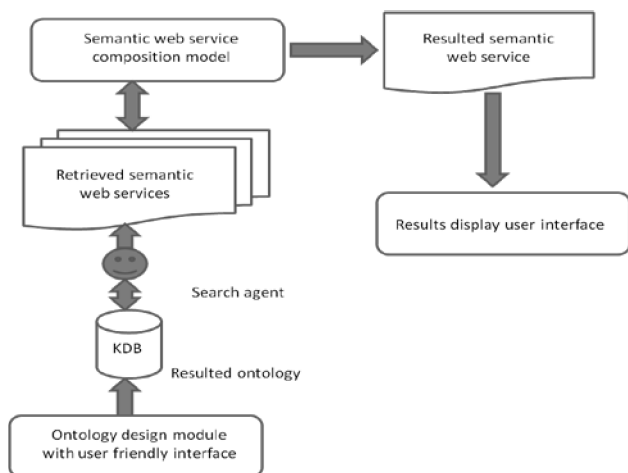 Semantic web service
composition model
Resulted semantic
web service
Retrieved semantic
web services
Results display user interface
Search agent
KDB
Resulted ontology
Ontology design module
with user friendly interface